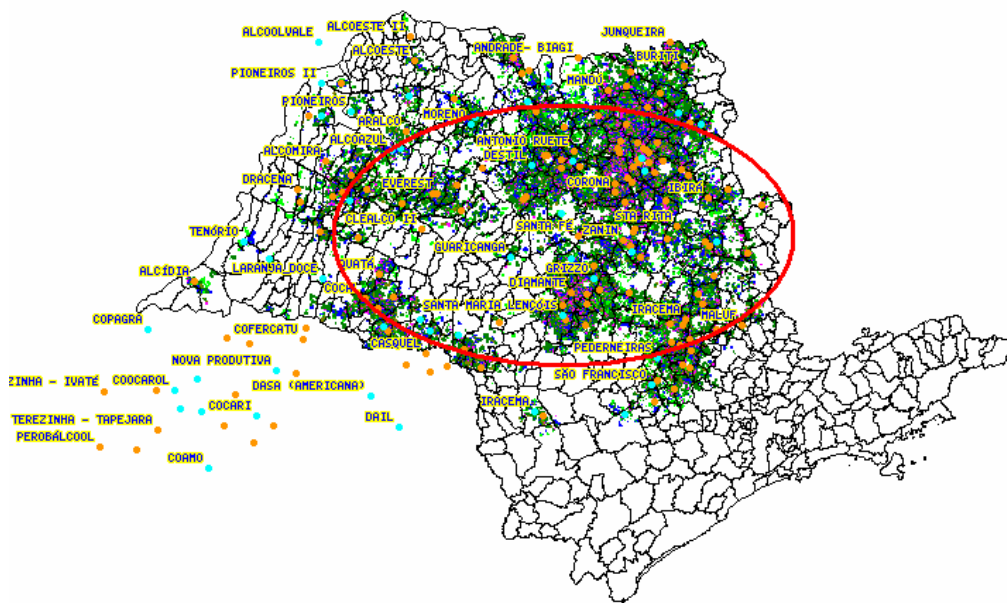 ALCOESTE II
JUNQUEIRA
ALCOOLVALE
ALCOESTE
ANDRADE- BIAGI
BURITI
PIONEIROS II
MANDÚ
PIONEIROS
MORENO
ARALCO
ALCOAZUL
ANTONIO RUETE
ALCOMIRA
DESTIL
DRACENA
EVEREST
CORONA
IBIRÁ
CLEALCO II
STA RITA
SANTA FÉ
ZANIN
TENÓRIO
GUARICANGA
LARANJA DOCE
QUATÁ
GRIZZO
ALCÍDIA
DIAMANTE
SANTA MARIA LENÇÓIS
IRACEMA
MALUF
COPAGRA
COFERCATU
CASQUEL
PEDERNEIRAS
NOVA PRODUTIVA
SÃO FRANCISCO
EZINHA - IVATÉ
COOCAROL
DASA (AMERICANA)
IRACEMA
COCARI
DAIL
TEREZINHA - TAPEJARA
PEROBÁLCOOL
COAMO